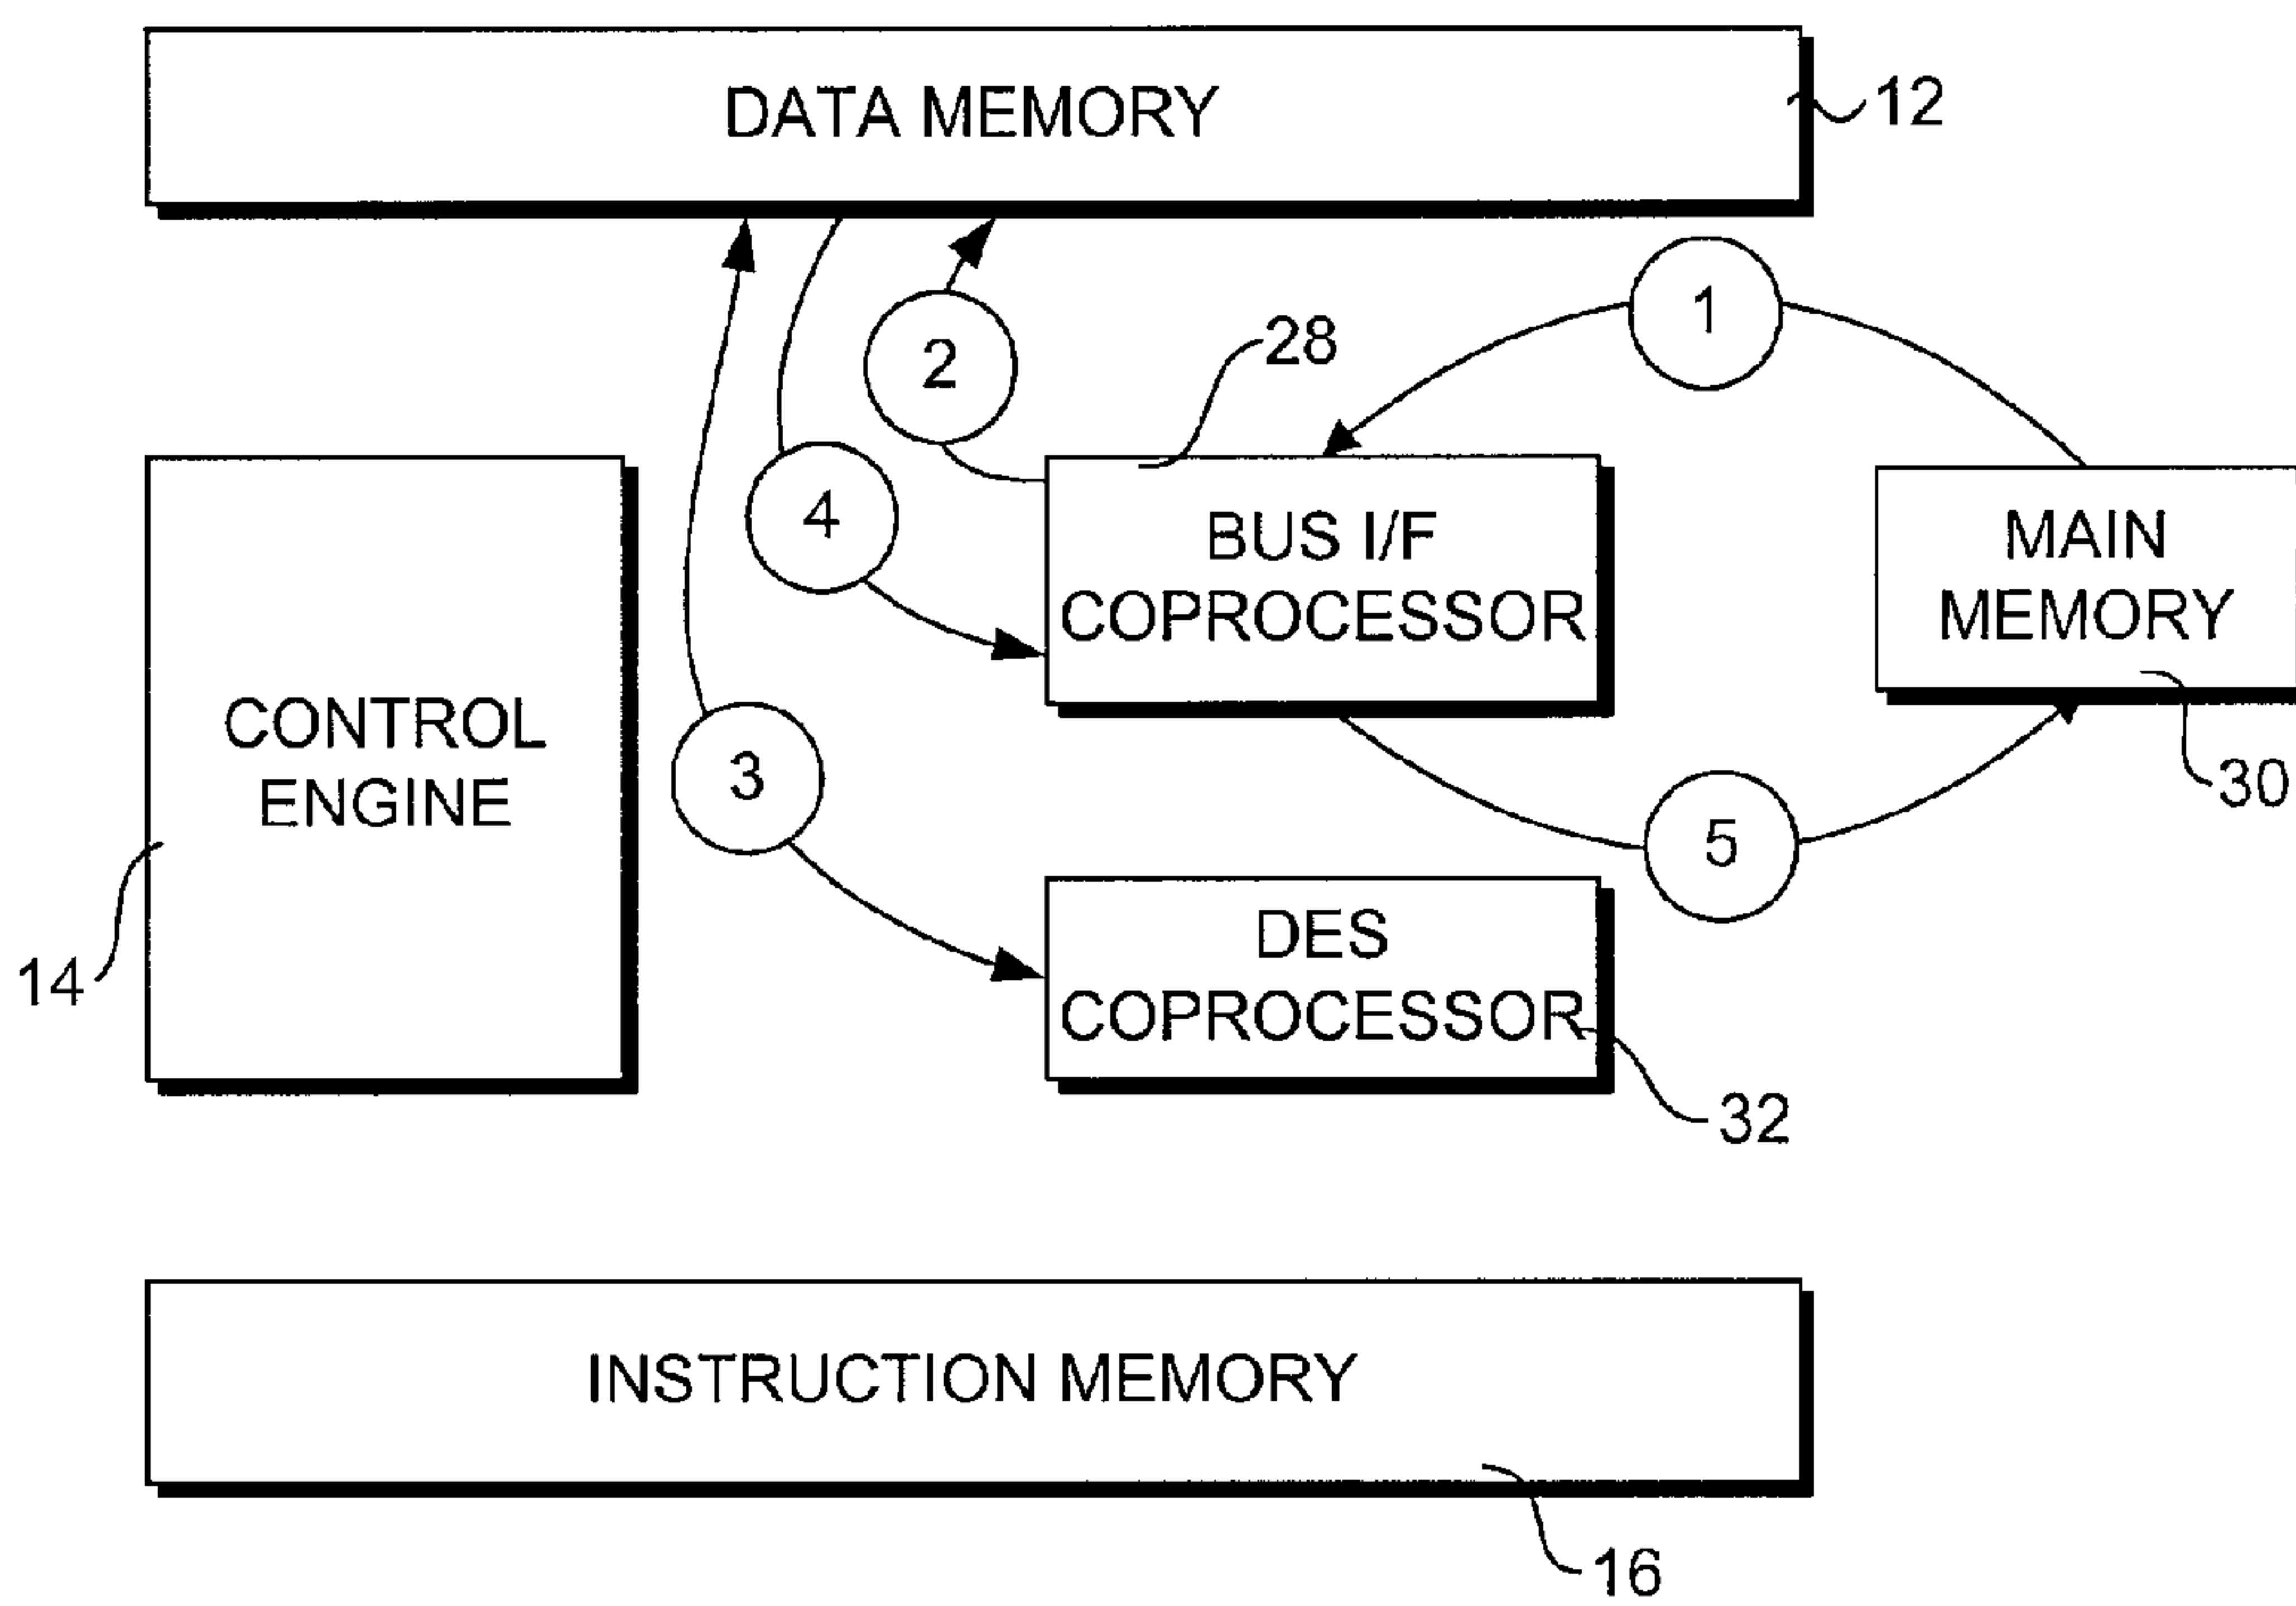 DATA MEMORY
12
1
2
28
4
BUS I/F
COPROCESSOR
MAIN
MEMORY
CONTROL
ENGINE
3
30
5
14
DES
COPROCESSOR
32
INSTRUCTION MEMORY
16